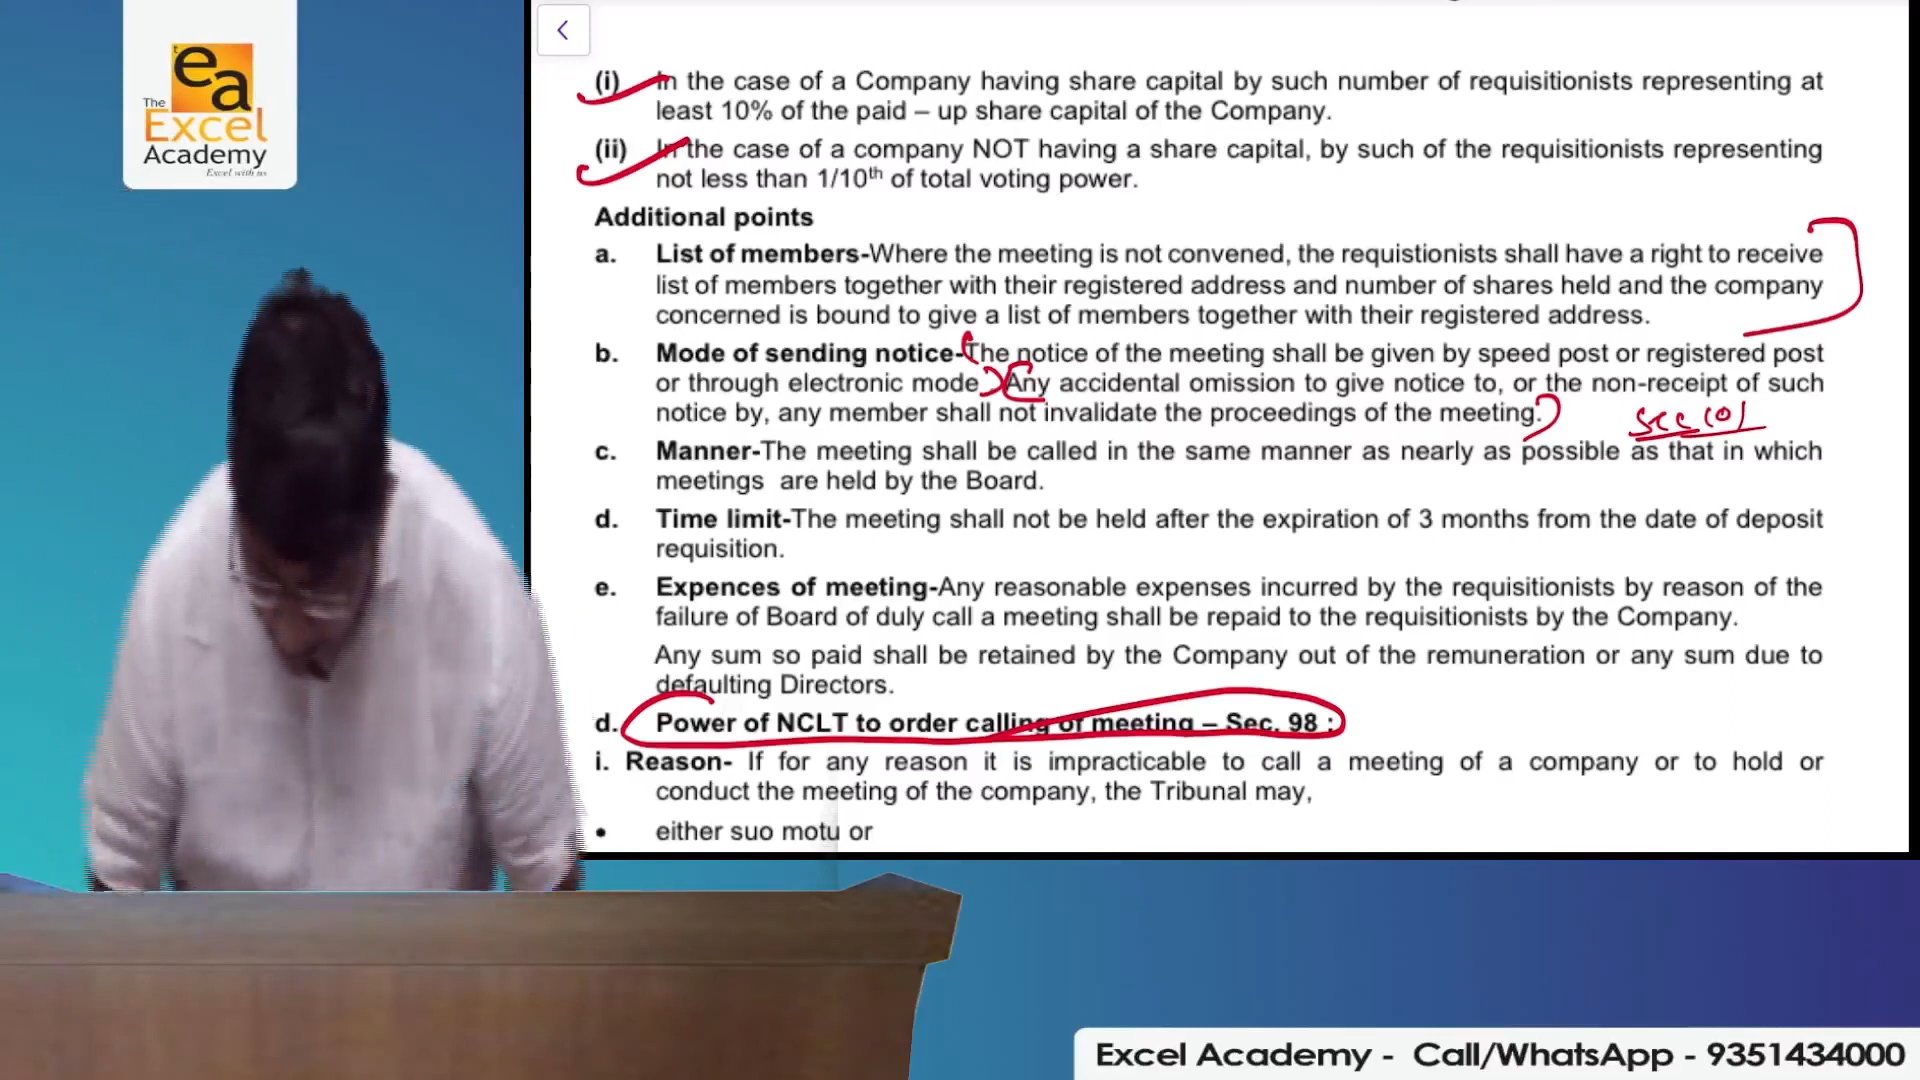 t
ea
The
Excel
Academy
Excel with us
(i) In the case of a Company having share capital by such number of requisitionists representing at
least 10% of the paid – up share capital of the Company.
(ii) In the case of a company NOT having a share capital, by such of the requisitionists representing
not less than 1/10th of total voting power.
Additional points
a. List of members-Where the meeting is not convened, the requistionists shall have a right to receive
list of members together with their registered address and number of shares held and the company
concerned is bound to give a list of members together with their registered address.
b. Mode of sending notice-The notice of the meeting shall be given by speed post or registered post
or through electronic mode Any accidental omission to give notice to, or the non-receipt of such
notice by, any member shall not invalidate the proceedings of the meeting.
c. Manner-The meeting shall be called in the same manner as nearly as possible as that in which
meetings are held by the Board.
d. Time limit-The meeting shall not be held after the expiration of 3 months from the date of deposit
requisition.
e. Expences of meeting-Any reasonable expenses incurred by the requisitionists by reason of the
failure of Board of duly call a meeting shall be repaid to the requisitionists by the Company.
Any sum so paid shall be retained by the Company out of the remuneration or any sum due to
defaulting Directors.
d. Power of NCLT to order calling of meeting – Sec. 98 :
i. Reason- If for any reason it is impracticable to call a meeting of a company or to hold or
conduct the meeting of the company, the Tribunal may,
• either suo motu or
Excel Academy - Call/WhatsApp - 9351434000